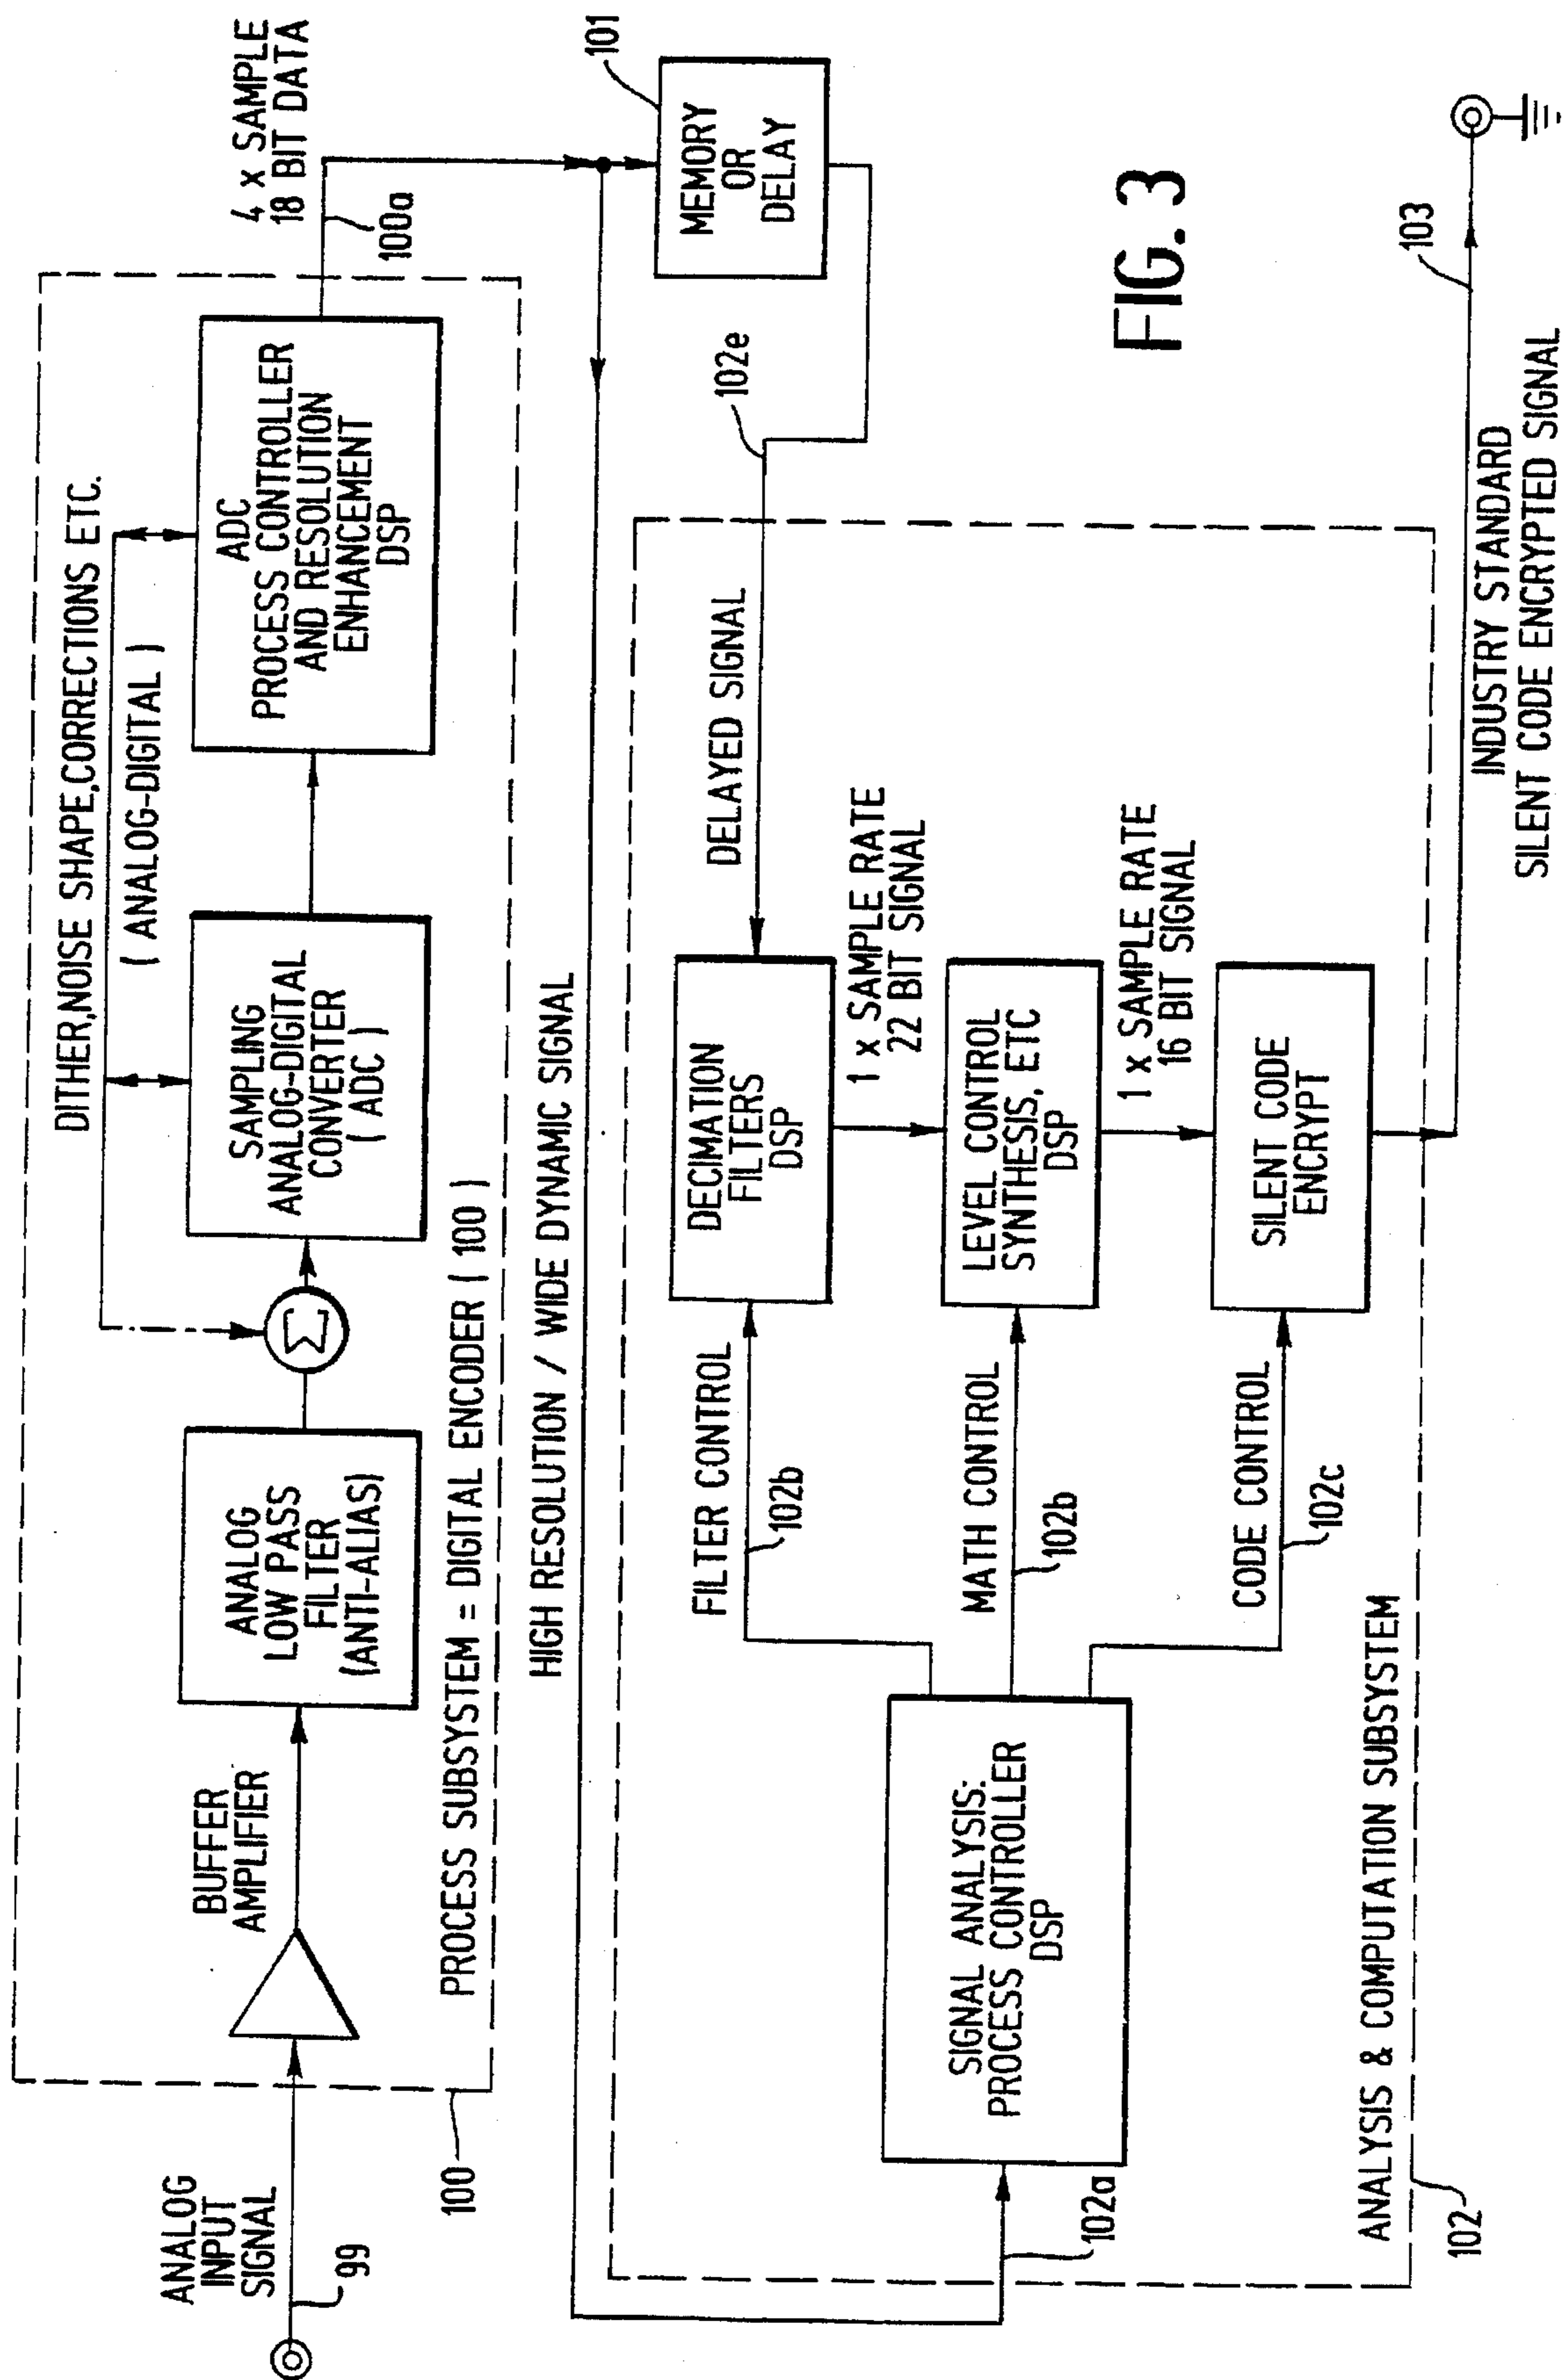 ANALOG
INPUT
SIGNAL
99
100
BUFFER
AMPLIFIER
ANALOG
LOW PASS
FILTER
(ANTI-ALIAS)
Σ
SAMPLING
ANALOG-DIGITAL
CONVERTER
( ADC )
DITHER,NOISE SHAPE,CORRECTIONS ETC.
( ANALOG-DIGITAL )
ADC
PROCESS CONTROLLER
AND RESOLUTION
ENHANCEMENT
DSP
PROCESS SUBSYSTEM = DIGITAL ENCODER ( 100 )
4 x SAMPLE
18 BIT DATA
100a
101
MEMORY
OR
DELAY
HIGH RESOLUTION / WIDE DYNAMIC SIGNAL
102e
DELAYED SIGNAL
DECIMATION
FILTERS
DSP
1 x SAMPLE RATE
22 BIT SIGNAL
LEVEL CONTROL
SYNTHESIS, ETC
DSP
1 x SAMPLE RATE
16 BIT SIGNAL
SILENT CODE
ENCRYPT
FILTER CONTROL
102b
MATH CONTROL
102b
CODE CONTROL
102c
SIGNAL ANALYSIS:
PROCESS CONTROLLER
DSP
102a
ANALYSIS & COMPUTATION SUBSYSTEM
102
103
INDUSTRY STANDARD
SILENT CODE ENCRYPTED SIGNAL
FIG. 3